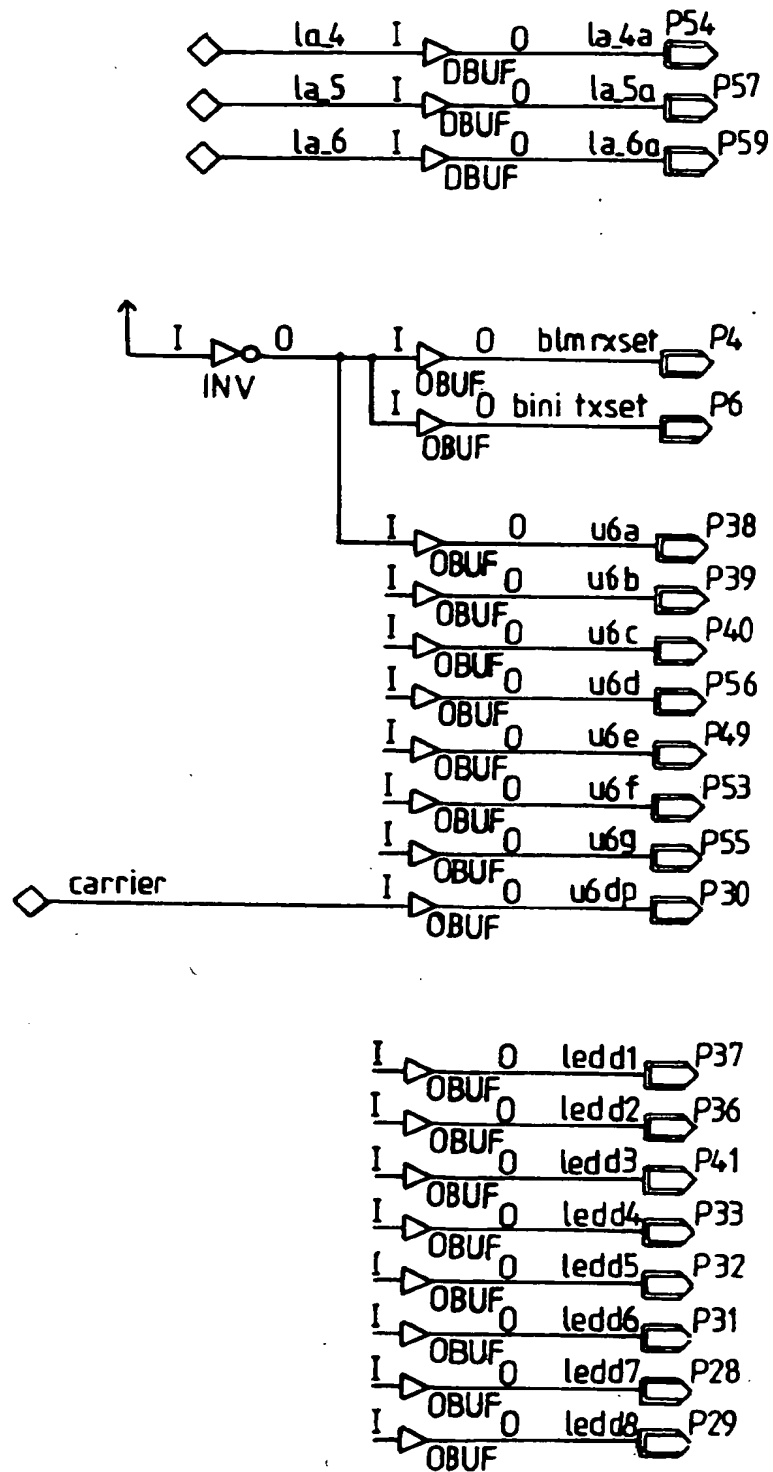 la_4 I O la_4a P54
DBUF
la_5 I O la_5a P57
DBUF
la_6 I O la_6a P59
DBUF
I O I O blmrxset P4
INV OBUF
I O bini txset P6
OBUF
I O u6a P38
OBUF
I O u6b P39
OBUF
I O u6c P40
OBUF
I O u6d P56
OBUF
I O u6e P49
OBUF
I O u6f P53
OBUF
I O u6g P55
OBUF
carrier I O u6dp P30
OBUF
I O ledd1 P37
OBUF
I O ledd2 P36
OBUF
I O ledd3 P41
OBUF
I O ledd4 P33
OBUF
I O ledd5 P32
OBUF
I O ledd6 P31
OBUF
I O ledd7 P28
OBUF
I O ledd8 P29
OBUF